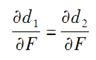 ∂d₁/∂F = ∂d₂/∂F